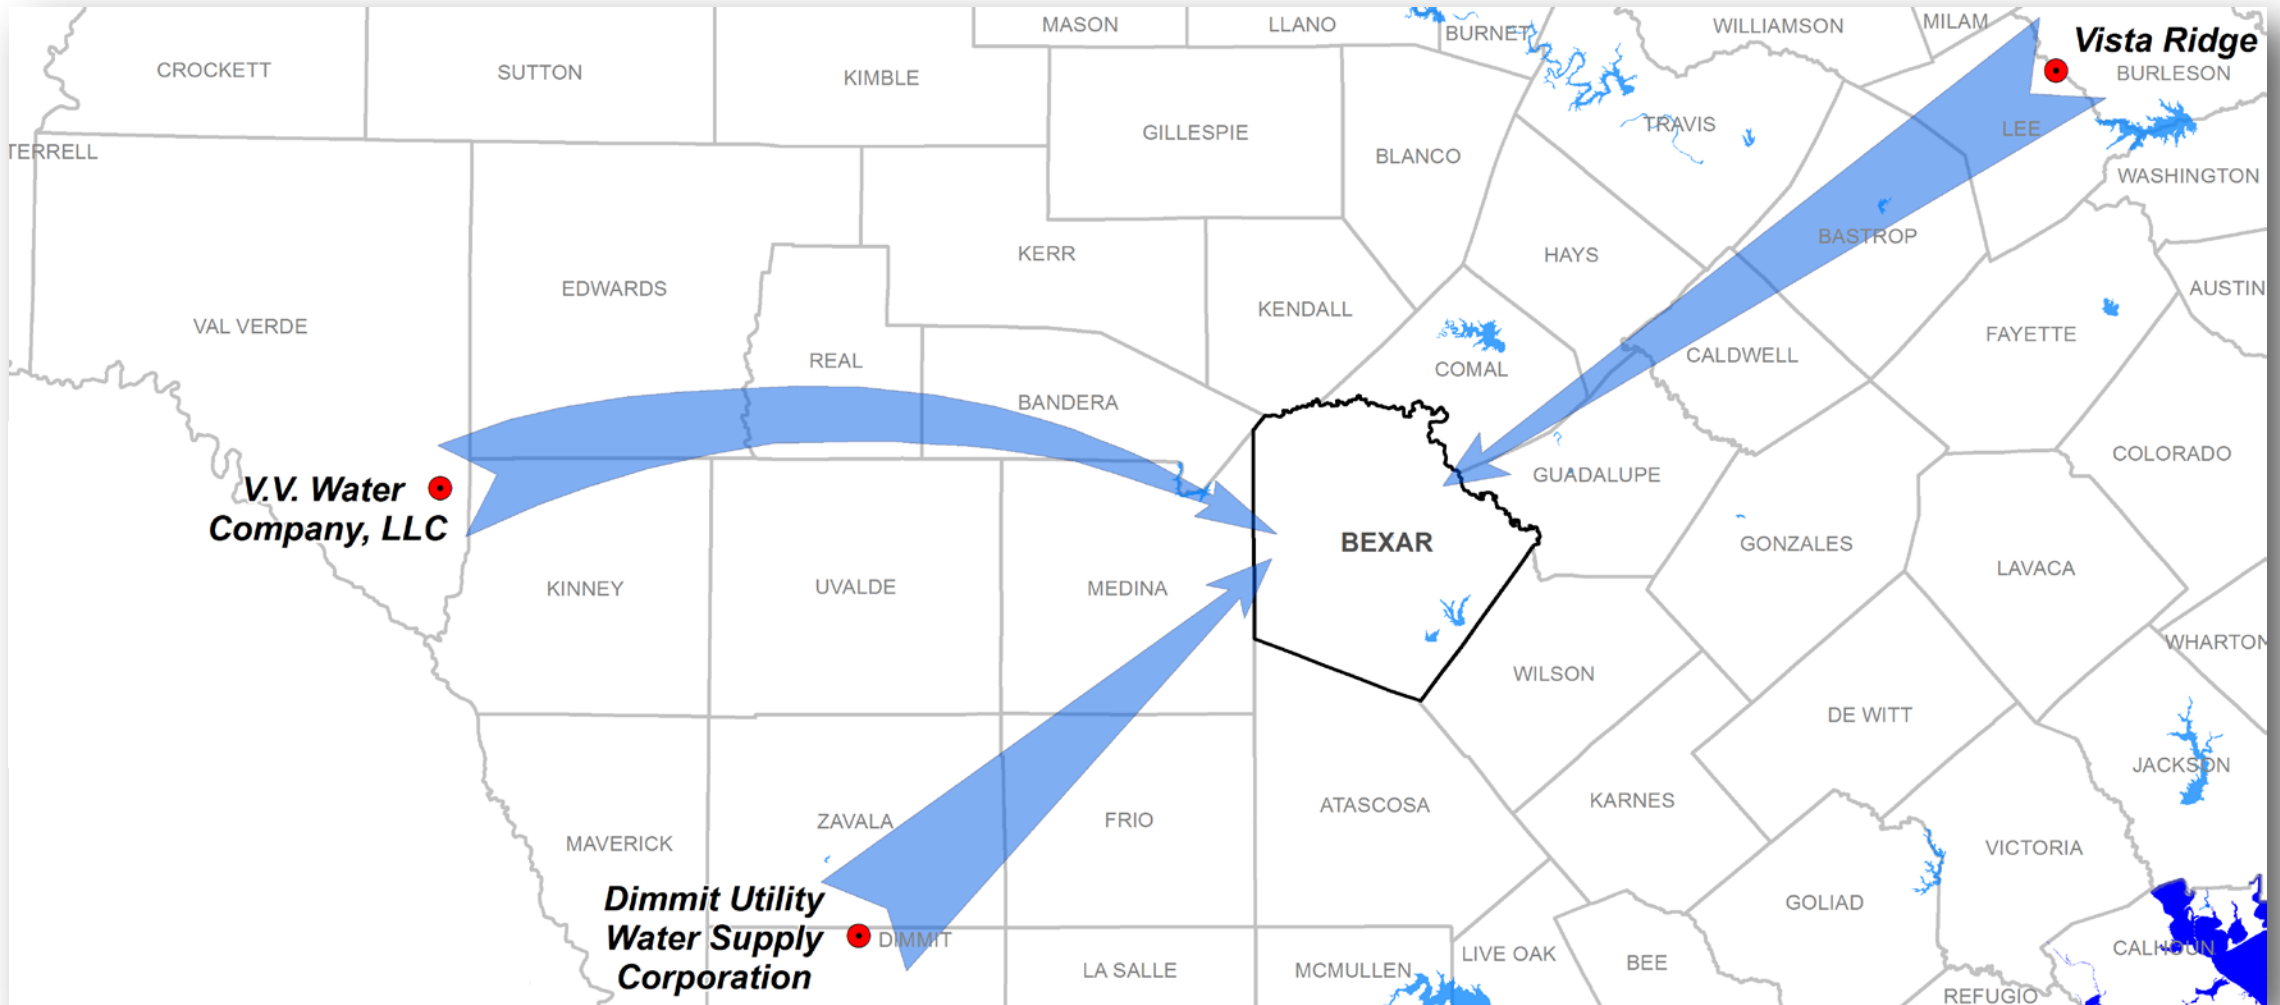 MASON
LLANO
BURNET
WILLIAMSON
MILAM
Vista Ridge
CROCKETT
SUTTON
KIMBLE
BURLESON
GILLESPIE
TRAVIS
LEE
TERRELL
BLANCO
WASHINGTON
BASTROP
KERR
HAYS
EDWARDS
AUSTIN
VAL VERDE
KENDALL
FAYETTE
REAL
COMAL
CALDWELL
BANDERA
COLORADO
GUADALUPE
V.V. Water
Company, LLC
BEXAR
GONZALES
LAVACA
KINNEY
UVALDE
MEDINA
WHARTON
WILSON
DE WITT
JACKSON
ZAVALA
FRIO
ATASCOSA
KARNES
MAVERICK
VICTORIA
Dimmit Utility
Water Supply
Corporation
DIMMIT
GOLIAD
CALHOUN
LA SALLE
MCMULLEN
LIVE OAK
BEE
REFUGIO